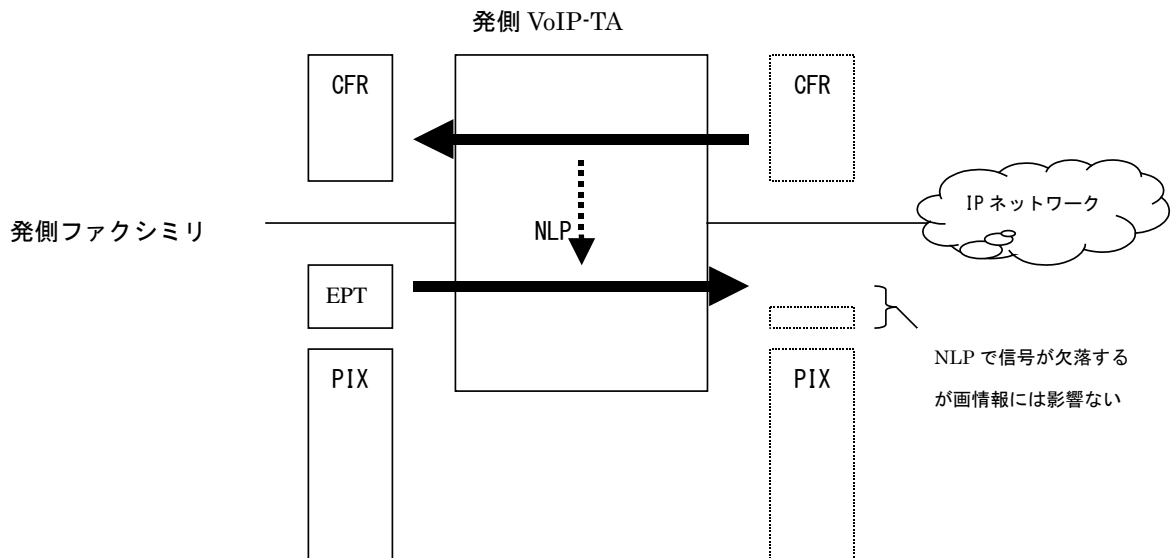 発側 VoIP-TA
CFR
CFR
IP ネットワーク
発側ファクシミリ
NLP
EPT
NLP で信号が欠落する
が画情報には影響ない
PIX
PIX